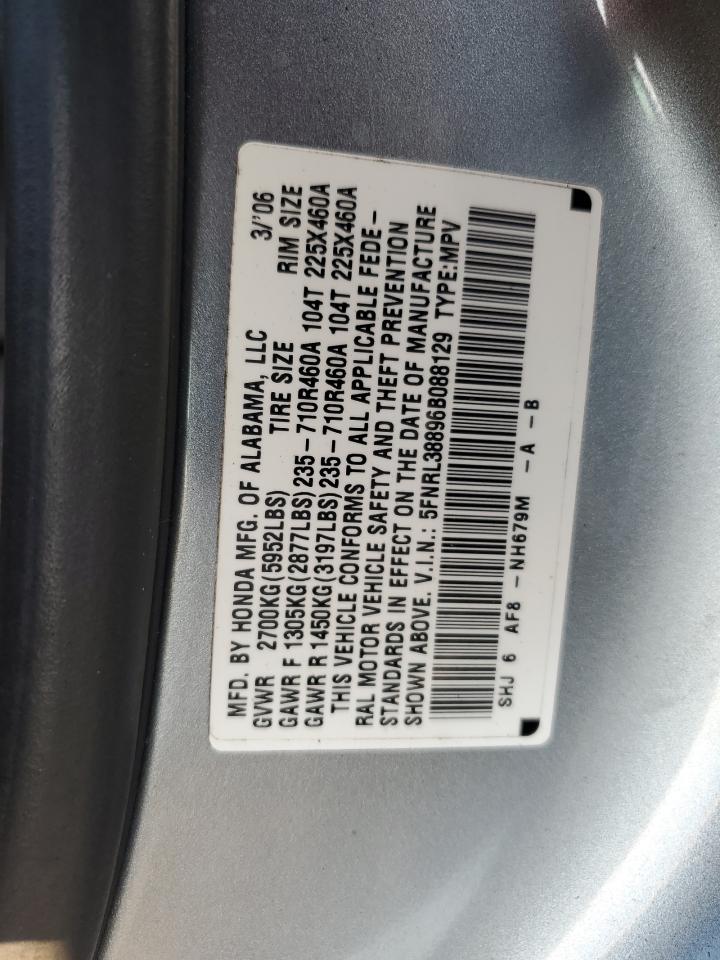 MFD. BY HONDA MFG. OF ALABAMA, LLC 3/'06
GVWR 2700KG(5952LBS) TIRE SIZE RIM SIZE
GAWR F 1305KG(2877LBS)235-710R460A 104T 225X460A
GAWR R 1450KG(3197LBS)235-710R460A 104T 225X460A
THIS VEHICLE CONFORMS TO ALL APPLICABLE FEDE-
RAL MOTOR VEHICLE SAFETY AND THEFT PREVENTION
STANDARDS IN EFFECT ON THE DATE OF MANUFACTURE
SHOWN ABOVE. V.I.N.: 5FNRL38896B088129 TYPE:MPV
SHJ 6 AF8 -NH679M -A -B